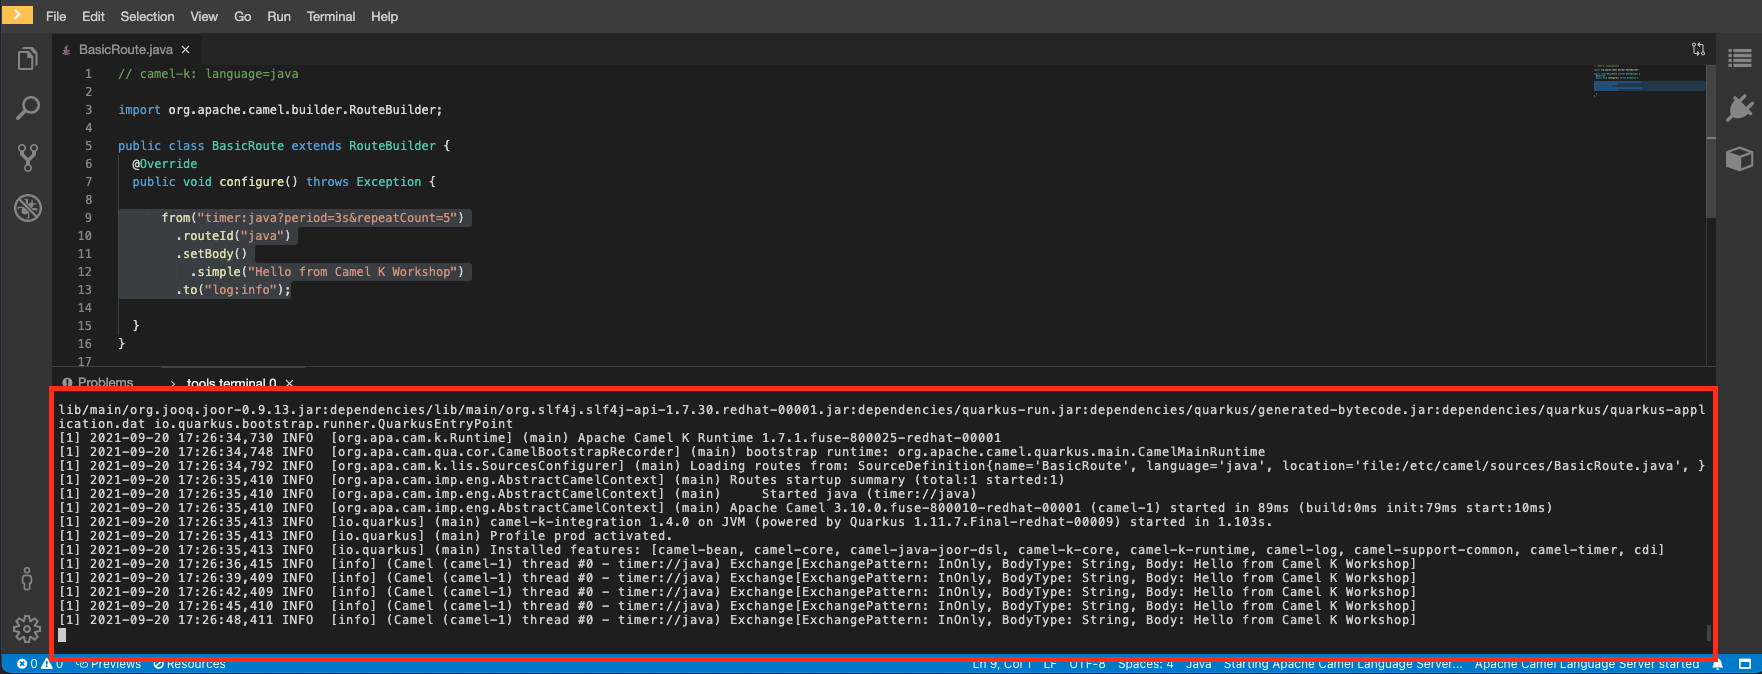 File Edit Selection View Go Run Terminal Help
BasicRoute.java ×
1 // camel-k: language=java
2
3 import org.apache.camel.builder.RouteBuilder;
4
5 public class BasicRoute extends RouteBuilder {
6 @Override
7 public void configure() throws Exception {
8
9 from("timer:java?period=3s&repeatCount=5")
10 .routeId("java")
11 .setBody()
12 .simple("Hello from Camel K Workshop")
13 .to("log:info");
14
15 }
16 }
17
Problems > tools terminal 0 ×
lib/main/org.jooq.joor-0.9.13.jar:dependencies/lib/main/org.slf4j.slf4j-api-1.7.30.redhat-00001.jar:dependencies/quarkus-run.jar:dependencies/quarkus/generated-bytecode.jar:dependencies/quarkus/quarkus-appl
ication.dat io.quarkus.bootstrap.runner.QuarkusEntryPoint
[1] 2021-09-20 17:26:34,730 INFO [org.apa.cam.k.Runtime] (main) Apache Camel K Runtime 1.7.1.fuse-800025-redhat-00001
[1] 2021-09-20 17:26:34,748 INFO [org.apa.cam.qua.cor.CamelBootstrapRecorder] (main) bootstrap runtime: org.apache.camel.quarkus.main.CamelMainRuntime
[1] 2021-09-20 17:26:34,792 INFO [org.apa.cam.k.lis.SourcesConfigurer] (main) Loading routes from: SourceDefinition{name='BasicRoute', language='java', location='file:/etc/camel/sources/BasicRoute.java', }
[1] 2021-09-20 17:26:35,410 INFO [org.apa.cam.imp.eng.AbstractCamelContext] (main) Routes startup summary (total:1 started:1)
[1] 2021-09-20 17:26:35,410 INFO [org.apa.cam.imp.eng.AbstractCamelContext] (main) Started java (timer://java)
[1] 2021-09-20 17:26:35,410 INFO [org.apa.cam.imp.eng.AbstractCamelContext] (main) Apache Camel 3.10.0.fuse-800010-redhat-00001 (camel-1) started in 89ms (build:0ms init:79ms start:10ms)
[1] 2021-09-20 17:26:35,413 INFO [io.quarkus] (main) camel-k-integration 1.4.0 on JVM (powered by Quarkus 1.11.7.Final-redhat-00009) started in 1.103s.
[1] 2021-09-20 17:26:35,413 INFO [io.quarkus] (main) Profile prod activated.
[1] 2021-09-20 17:26:35,413 INFO [io.quarkus] (main) Installed features: [camel-bean, camel-core, camel-java-joor-dsl, camel-k-core, camel-k-runtime, camel-log, camel-support-common, camel-timer, cdi]
[1] 2021-09-20 17:26:36,415 INFO [info] (Camel (camel-1) thread #0 - timer://java) Exchange[ExchangePattern: InOnly, BodyType: String, Body: Hello from Camel K Workshop]
[1] 2021-09-20 17:26:39,409 INFO [info] (Camel (camel-1) thread #0 - timer://java) Exchange[ExchangePattern: InOnly, BodyType: String, Body: Hello from Camel K Workshop]
[1] 2021-09-20 17:26:42,409 INFO [info] (Camel (camel-1) thread #0 - timer://java) Exchange[ExchangePattern: InOnly, BodyType: String, Body: Hello from Camel K Workshop]
[1] 2021-09-20 17:26:45,410 INFO [info] (Camel (camel-1) thread #0 - timer://java) Exchange[ExchangePattern: InOnly, BodyType: String, Body: Hello from Camel K Workshop]
[1] 2021-09-20 17:26:48,411 INFO [info] (Camel (camel-1) thread #0 - timer://java) Exchange[ExchangePattern: InOnly, BodyType: String, Body: Hello from Camel K Workshop]
0 0 Previews Resources Ln 9, Col 1 LF UTF-8 Spaces: 4 Java Starting Apache Camel Language Server... Apache Camel Language Server started